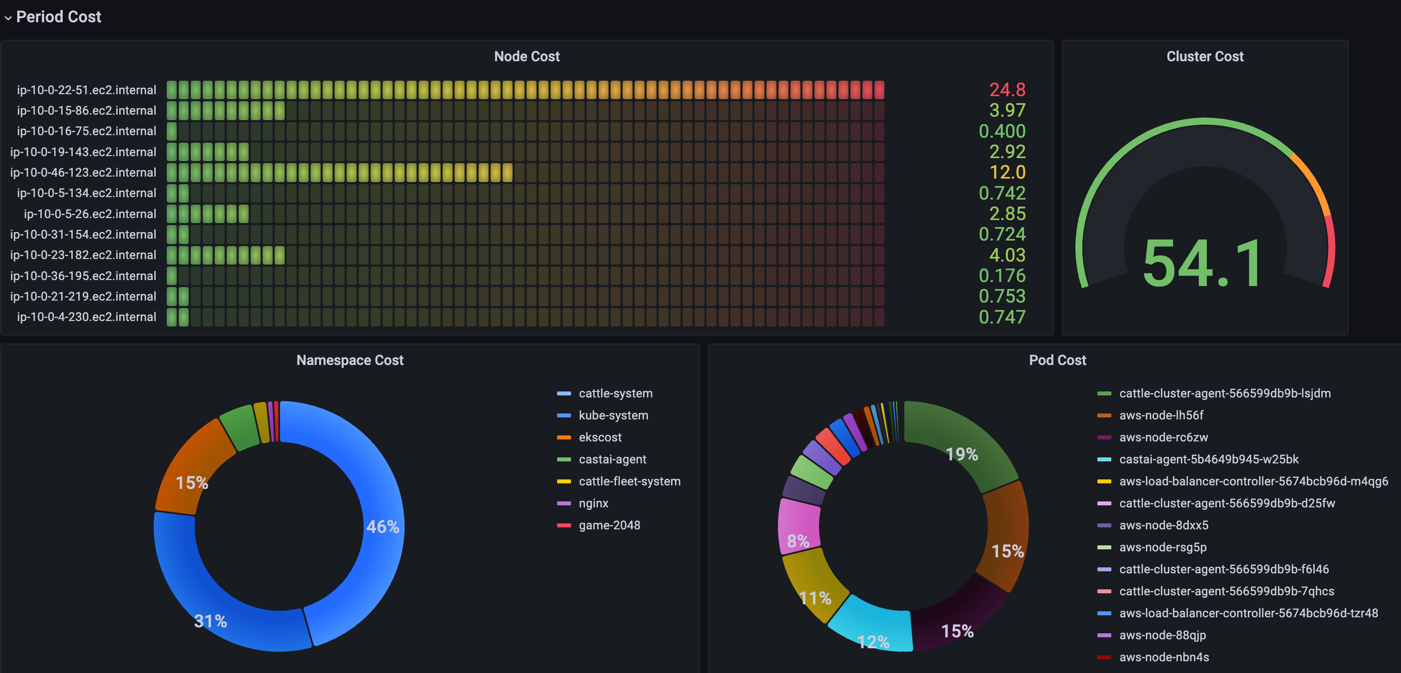 Period Cost
Node Cost
ip-10-0-22-51.ec2.internal 24.8
ip-10-0-15-86.ec2.internal 3.97
ip-10-0-16-75.ec2.internal 0.400
ip-10-0-19-143.ec2.internal 2.92
ip-10-0-46-123.ec2.internal 12.0
ip-10-0-5-134.ec2.internal 0.742
ip-10-0-5-26.ec2.internal 2.85
ip-10-0-31-154.ec2.internal 0.724
ip-10-0-23-182.ec2.internal 4.03
ip-10-0-36-195.ec2.internal 0.176
ip-10-0-21-219.ec2.internal 0.753
ip-10-0-4-230.ec2.internal 0.747
Cluster Cost
54.1
Namespace Cost
15%
46%
31%
cattle-system
kube-system
ekscost
castai-agent
cattle-fleet-system
nginx
game-2048
Pod Cost
19%
15%
8%
11%
15%
12%
cattle-cluster-agent-566599db9b-lsjdm
aws-node-lh56f
aws-node-rc6zw
castai-agent-5b4649b945-w25bk
aws-load-balancer-controller-5674bcb96d-m4qg6
cattle-cluster-agent-566599db9b-d25fw
aws-node-8dxx5
aws-node-rsg5p
cattle-cluster-agent-566599db9b-f6l46
cattle-cluster-agent-566599db9b-7qhcs
aws-load-balancer-controller-5674bcb96d-tzr48
aws-node-88qjp
aws-node-nbn4s